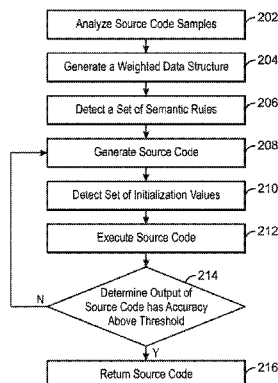 Analyze Source Code Samples
202
Generate a Weighted Data Structure
204
Detect a Set of Semantic Rules
206
Generate Source Code
208
Detect Set of Initialization Values
210
Execute Source Code
212
214
Determine Output of
Source Code has Accuracy
Above Threshold
N
Y
Return Source Code
216